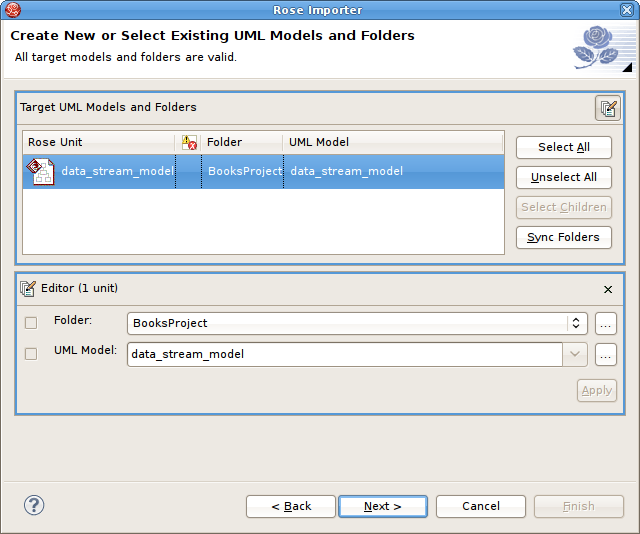 Rose Importer
Create New or Select Existing UML Models and Folders
All target models and folders are valid.
Target UML Models and Folders
Rose Unit Folder UML Model
data_stream_model BooksProject data_stream_model
Select All
Unselect All
Select Children
Sync Folders
Editor (1 unit)
Folder: BooksProject ...
UML Model: data_stream_model ...
Apply
? < Back Next > Cancel Finish